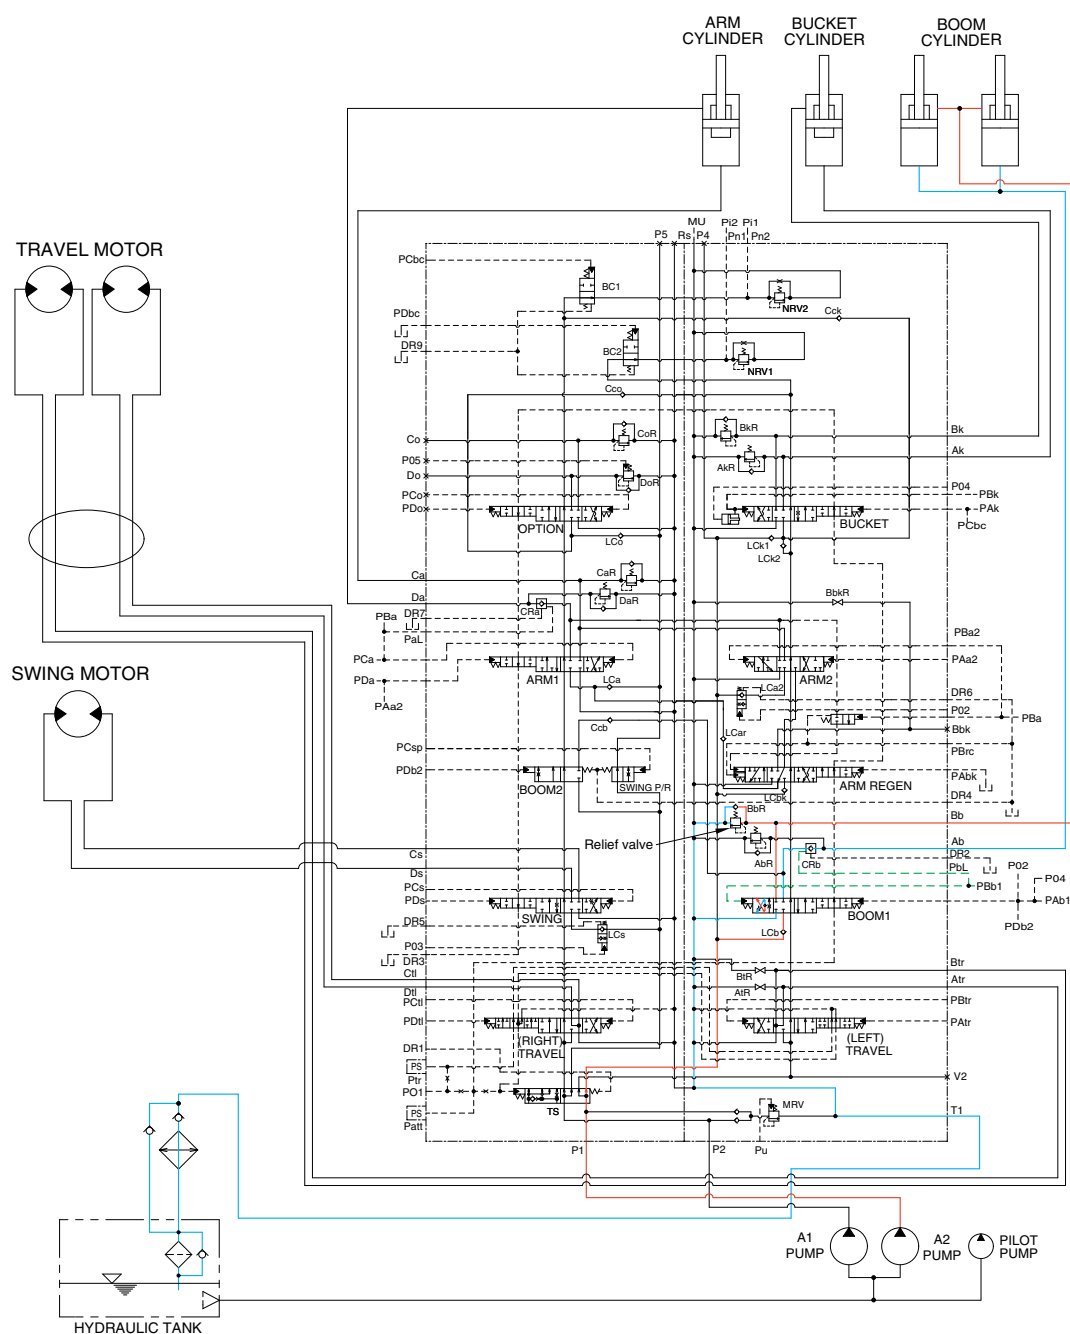 ARM
CYLINDER
BUCKET
CYLINDER
BOOM
CYLINDER
TRAVEL MOTOR
MU
Pi2 Pi1
P5
Rs
P4
Pn1
Pn2
PCbc
BC1
NRV2
Cck
PDbc
DR9
BC2
NRV1
Cco
Co
CoR
BkR
Bk
P05
AkR
Ak
Do
DoR
P04
PCo
PBk
PDo
PAk
OPTION
BUCKET
PCbc
LCo
LCk1
LCk2
Ca
CaR
Da
DaR
BbkR
CRa
DR7
PBa
PaL
PBa2
PCa
PAa2
ARM1
ARM2
PDa
LCa
LCa2
DR6
PAa2
P02
PBa
Ccb
LCar
Bbk
PCsp
PBrc
PDb2
PAbk
BOOM2
SWING P/R
ARM REGEN
LCbk
DR4
BbR
Bb
Relief valve
Ab
AbR
CRb
DR2
Cs
PbL
P02
Ds
P04
PCs
PBb1
PDs
PAb1
SWING
BOOM1
PDb2
DR5
LCs
LCb
P03
DR3
Btr
Ctl
BtR
Atr
Dtl
AtR
PCtl
PBtr
PDtl
PAtr
(RIGHT)
TRAVEL
(LEFT)
TRAVEL
DR1
PS
Ptr
V2
PO1
TS
MRV
PS
T1
Patt
P1
P2
Pu
SWING MOTOR
A1
PUMP
A2
PUMP
PILOT
PUMP
HYDRAULIC TANK